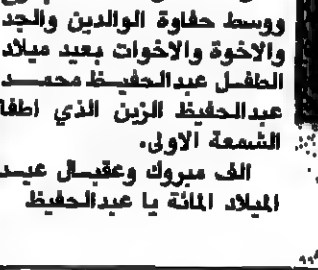 ووسط حفاوة الوالدين والجد
والاخوة والاخوات بعيد ميلاد
الطفل عبدالحفيظ محمد
عبدالحفيظ الزين الذي اطفا
الشمعة الاولى.
الف مبروك وعقبال عيد
الميلاد المائة يا عبدالحفيظ